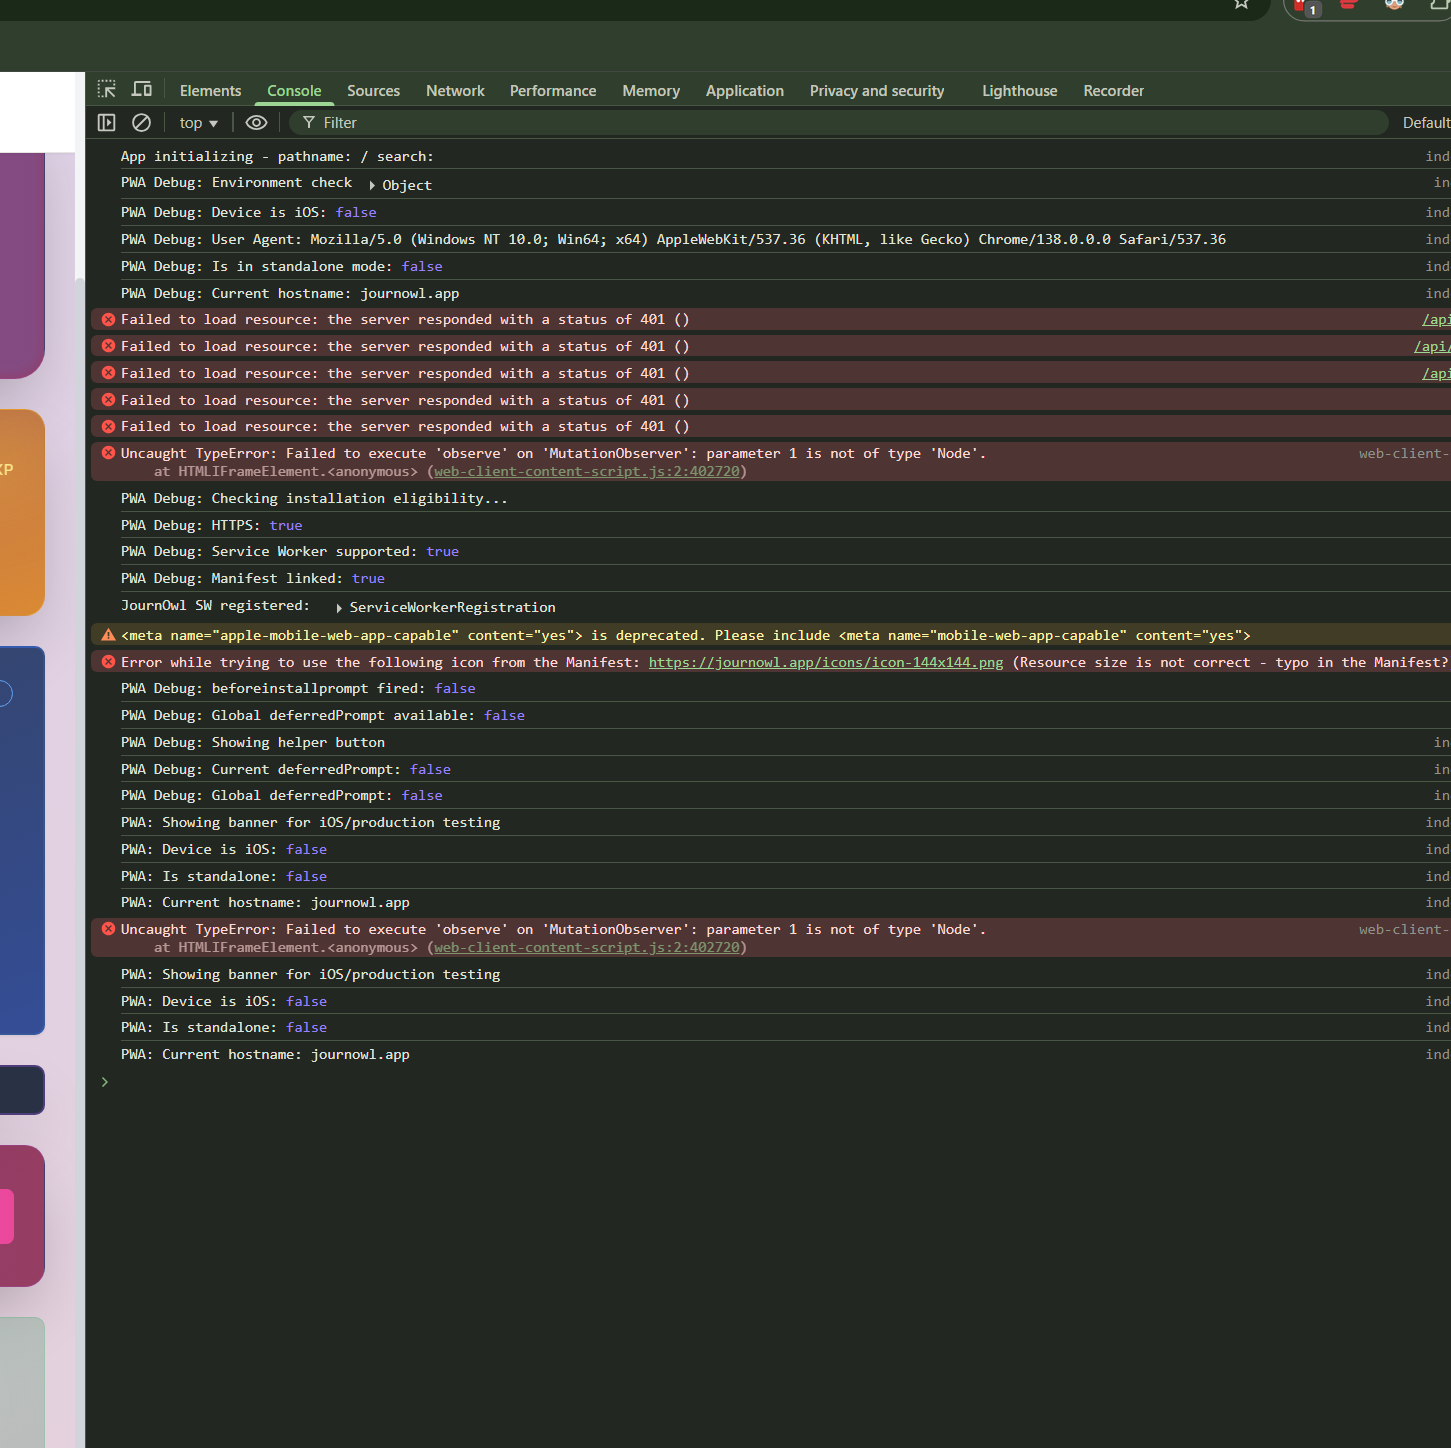 1
Elements Console Sources Network Performance Memory Application Privacy and security Lighthouse Recorder
top Filter Default
App initializing - pathname: / search: ind
PWA Debug: Environment check Object in
PWA Debug: Device is iOS: false ind
PWA Debug: User Agent: Mozilla/5.0 (Windows NT 10.0; Win64; x64) AppleWebKit/537.36 (KHTML, like Gecko) Chrome/138.0.0.0 Safari/537.36 ind
PWA Debug: Is in standalone mode: false ind
PWA Debug: Current hostname: journowl.app ind
Failed to load resource: the server responded with a status of 401 () /api
Failed to load resource: the server responded with a status of 401 () /api/
Failed to load resource: the server responded with a status of 401 () /api
Failed to load resource: the server responded with a status of 401 ()
Failed to load resource: the server responded with a status of 401 ()
Uncaught TypeError: Failed to execute 'observe' on 'MutationObserver': parameter 1 is not of type 'Node'. web-client-
at HTMLIFrameElement.<anonymous> (web-client-content-script.js:2:402720)
XP
PWA Debug: Checking installation eligibility...
PWA Debug: HTTPS: true
PWA Debug: Service Worker supported: true
PWA Debug: Manifest linked: true
JournOwl SW registered: ServiceWorkerRegistration
<meta name="apple-mobile-web-app-capable" content="yes"> is deprecated. Please include <meta name="mobile-web-app-capable" content="yes">
Error while trying to use the following icon from the Manifest: https://journowl.app/icons/icon-144x144.png (Resource size is not correct - typo in the Manifest?
PWA Debug: beforeinstallprompt fired: false
PWA Debug: Global deferredPrompt available: false
PWA Debug: Showing helper button in
PWA Debug: Current deferredPrompt: false in
PWA Debug: Global deferredPrompt: false in
PWA: Showing banner for iOS/production testing ind
PWA: Device is iOS: false ind
PWA: Is standalone: false ind
PWA: Current hostname: journowl.app ind
Uncaught TypeError: Failed to execute 'observe' on 'MutationObserver': parameter 1 is not of type 'Node'. web-client-
at HTMLIFrameElement.<anonymous> (web-client-content-script.js:2:402720)
PWA: Showing banner for iOS/production testing ind
PWA: Device is iOS: false ind
PWA: Is standalone: false ind
PWA: Current hostname: journowl.app ind